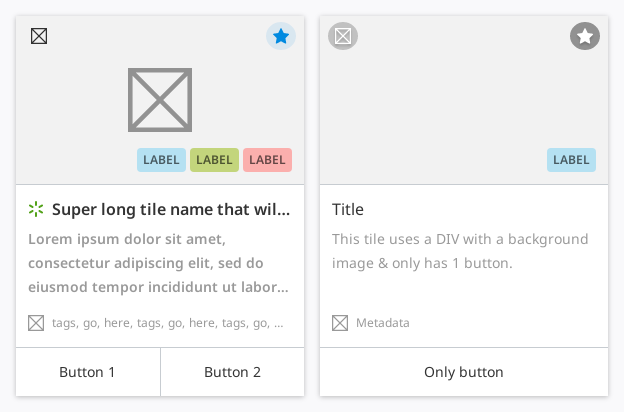 LABEL LABEL LABEL
Super long tile name that wil...
Lorem ipsum dolor sit amet,
consectetur adipiscing elit, sed do
eiusmod tempor incididunt ut labor...
tags, go, here, tags, go, here, tags, go, ...
Button 1 Button 2
LABEL
Title
This tile uses a DIV with a background
image & only has 1 button.
Metadata
Only button